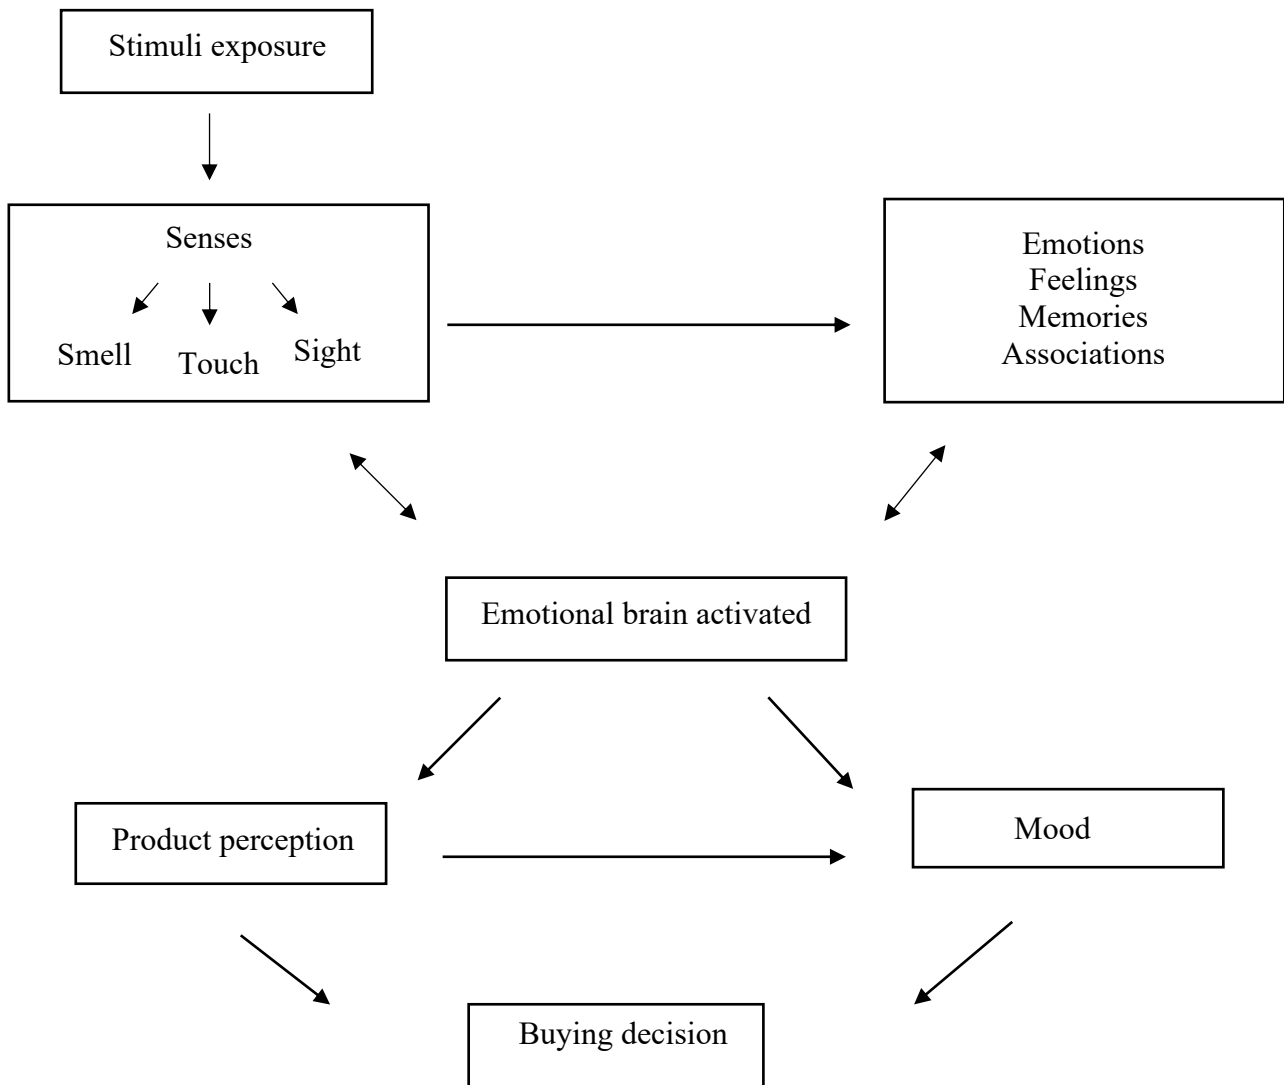 Stimuli exposure
Senses
Smell
Touch
Sight
Emotions
Feelings
Memories
Associations
Emotional brain activated
Product perception
Mood
Buying decision